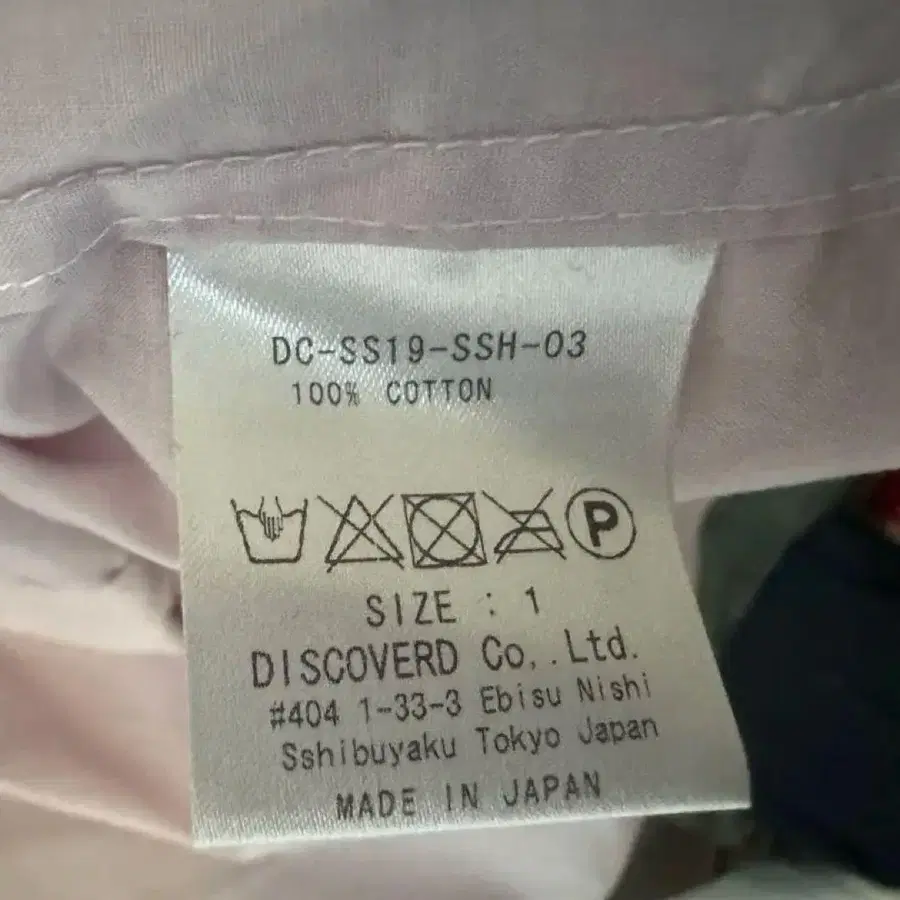 DC-SS19-SSH-03
100% COTTON
P
SIZE : 1
DISCOVERD Co,.Ltd.
#404 1-33-3 Ebisu Nishi
Sshibuyaku Tokyo Japan
MADE IN JAPAN